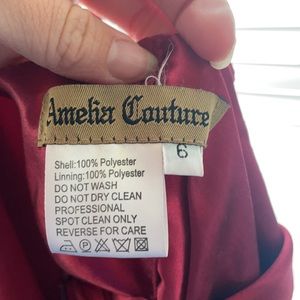 Amelia Couture
6
Shell:100% Polyester
Linning:100% Polyester
DO NOT WASH
DO NOT DRY CLEAN
PROFESSIONAL
SPOT CLEAN ONLY
REVERSE FOR CARE